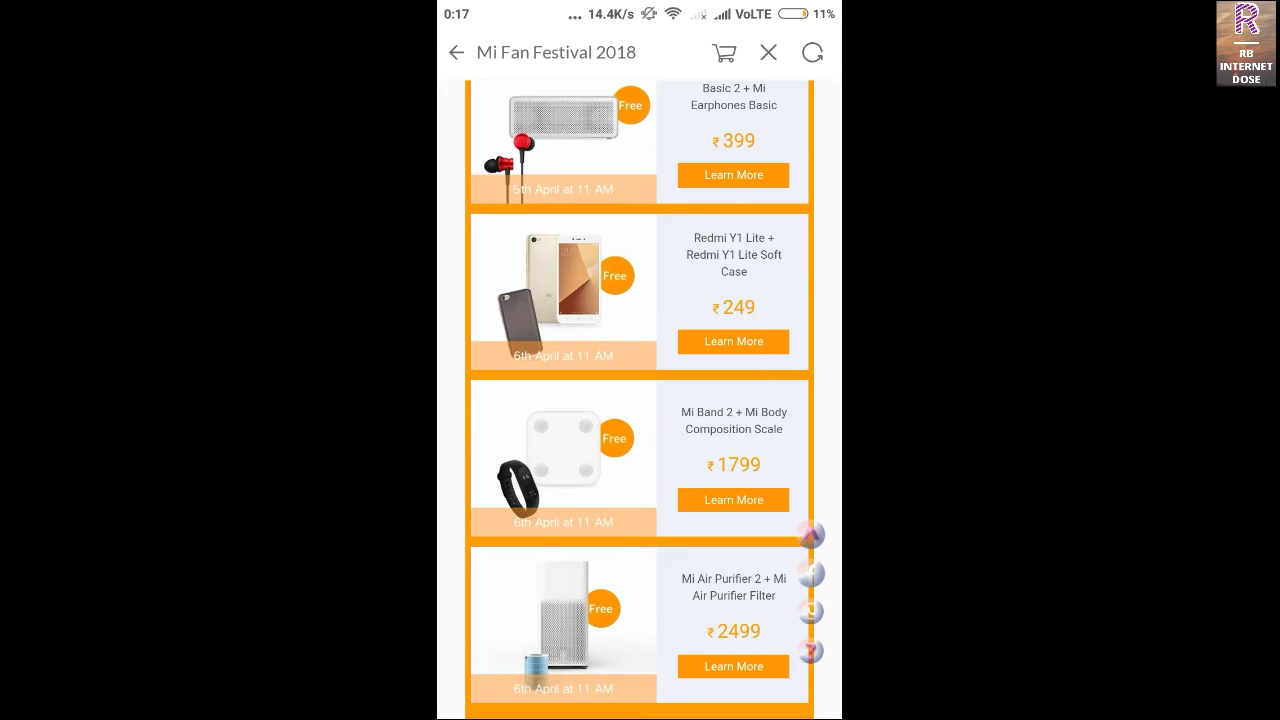 0:17
... 14.4K/s
VoLTE
11%
R
RB
INTERNET
DOSE
Mi Fan Festival 2018
Basic 2 + Mi
Earphones Basic
Free
₹ 399
Learn More
5th April at 11 AM
Redmi Y1 Lite +
Redmi Y1 Lite Soft
Case
Free
₹ 249
Learn More
6th April at 11 AM
Mi Band 2 + Mi Body
Composition Scale
Free
₹ 1799
Learn More
6th April at 11 AM
Mi Air Purifier 2 + Mi
Air Purifier Filter
Free
₹ 2499
Learn More
6th April at 11 AM